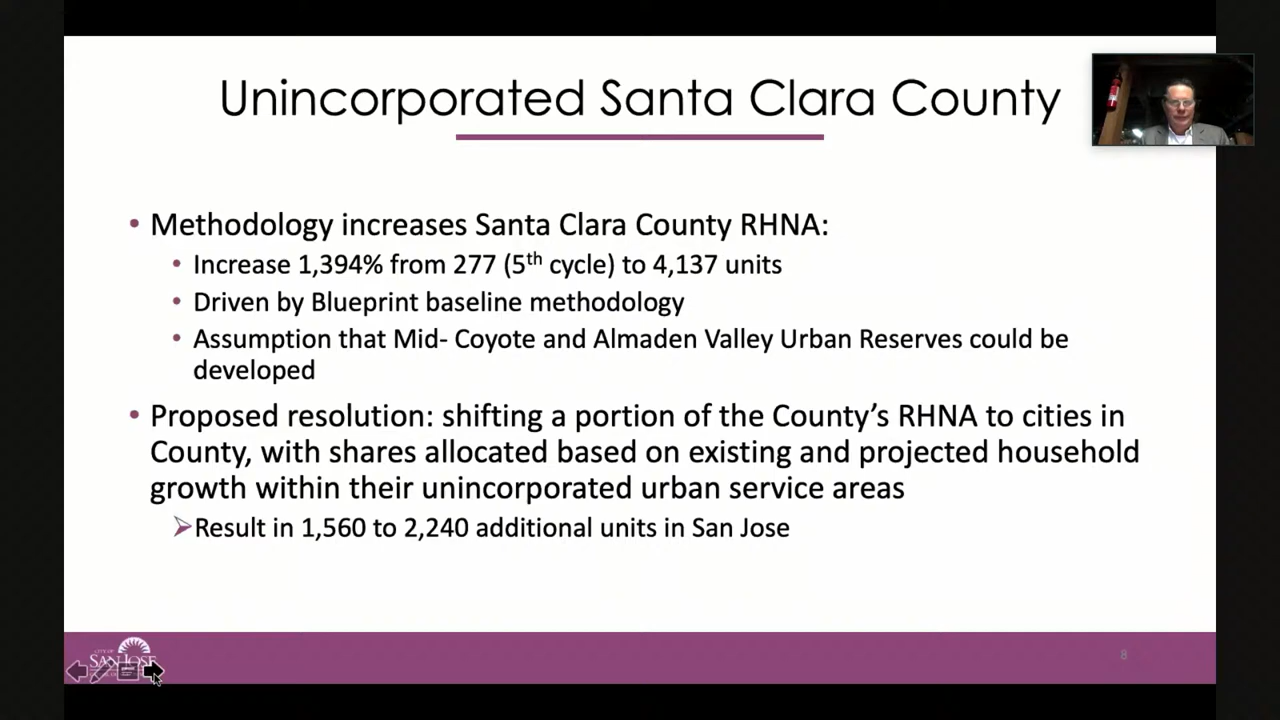 Unincorporated Santa Clara County
• Methodology increases Santa Clara County RHNA:
• Increase 1,394% from 277 (5th cycle) to 4,137 units
• Driven by Blueprint baseline methodology
• Assumption that Mid- Coyote and Almaden Valley Urban Reserves could be
developed
• Proposed resolution: shifting a portion of the County’s RHNA to cities in
County, with shares allocated based on existing and projected household
growth within their unincorporated urban service areas
➢Result in 1,560 to 2,240 additional units in San Jose
CITY OF
SAN JOSE
8